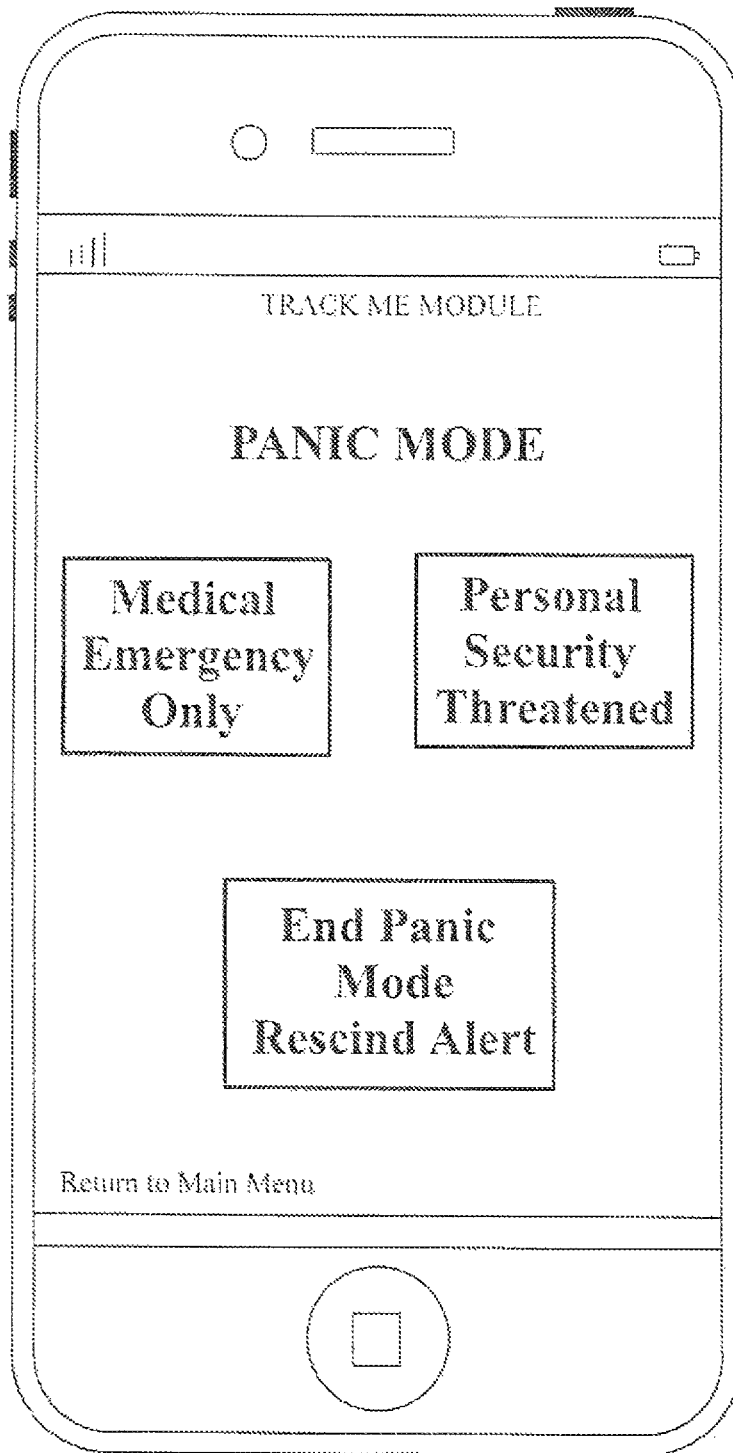 TRACK ME MODULE
PANIC MODE
Medical
Emergency
Only
Personal
Security
Threatened
End Panic
Mode
Rescind Alert
Return to Main Menu